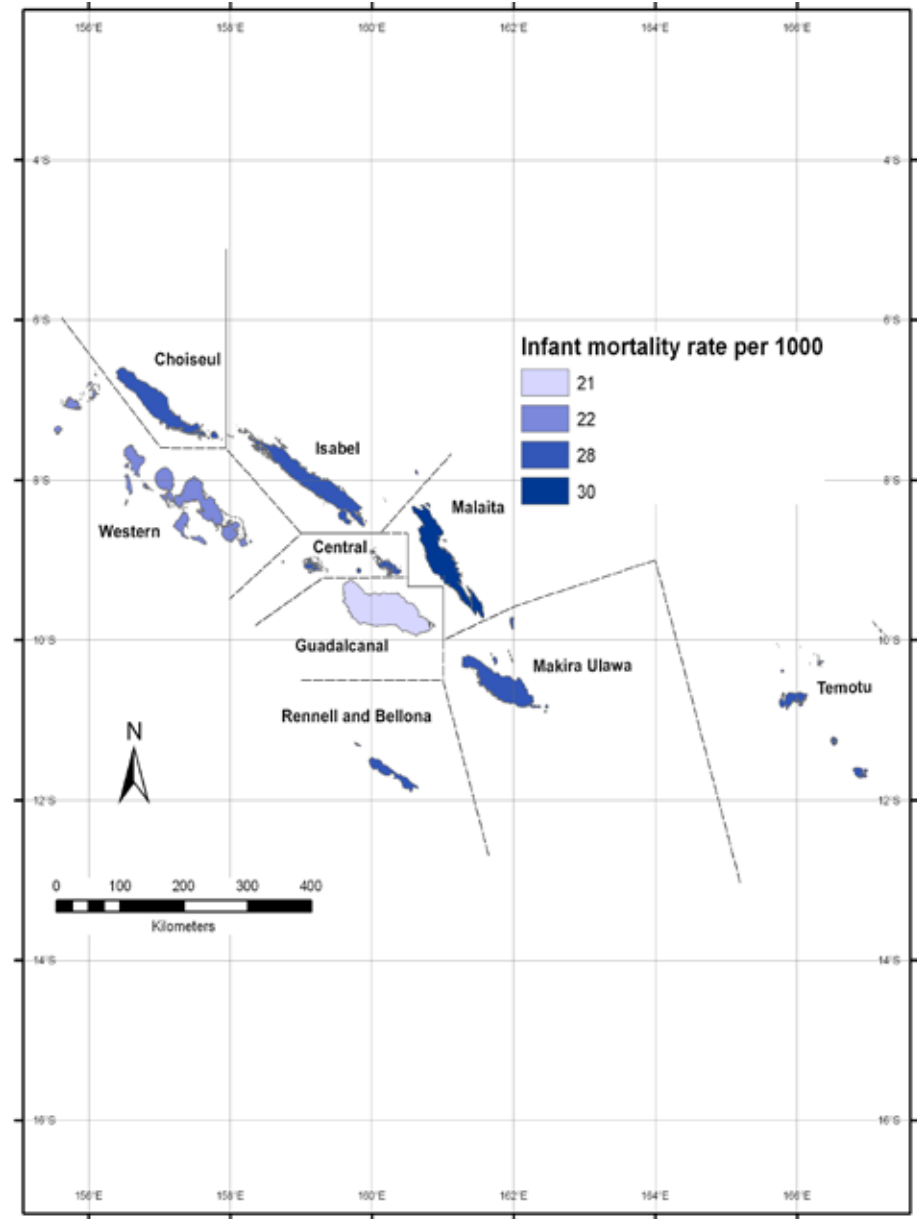 156°E 158°E 160°E 162°E 164°E 166°E
4°S 4°S
6°S 6°S
Infant mortality rate per 1000
21
22
28
30
Choiseul
Isabel
8°S 8°S
Malaita
Western
Central
10°S 10°S
Guadalcanal
Makira Ulawa
Temotu
Rennell and Bellona
N
12°S 12°S
0 100 200 300 400
Kilometers
14°S 14°S
16°S 16°S
156°E 158°E 160°E 162°E 164°E 166°E